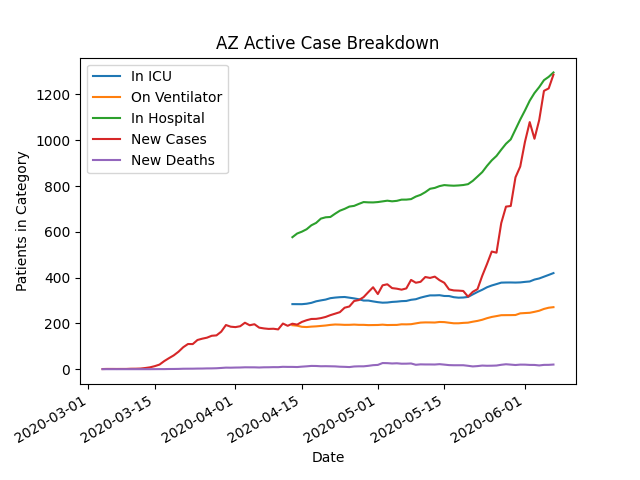 AZ Active Case Breakdown
In ICU
On Ventilator
In Hospital
New Cases
New Deaths
Patients in Category
1200
1000
800
600
400
200
0
2020-03-01
2020-03-15
2020-04-01
2020-04-15
2020-05-01
2020-05-15
2020-06-01
Date